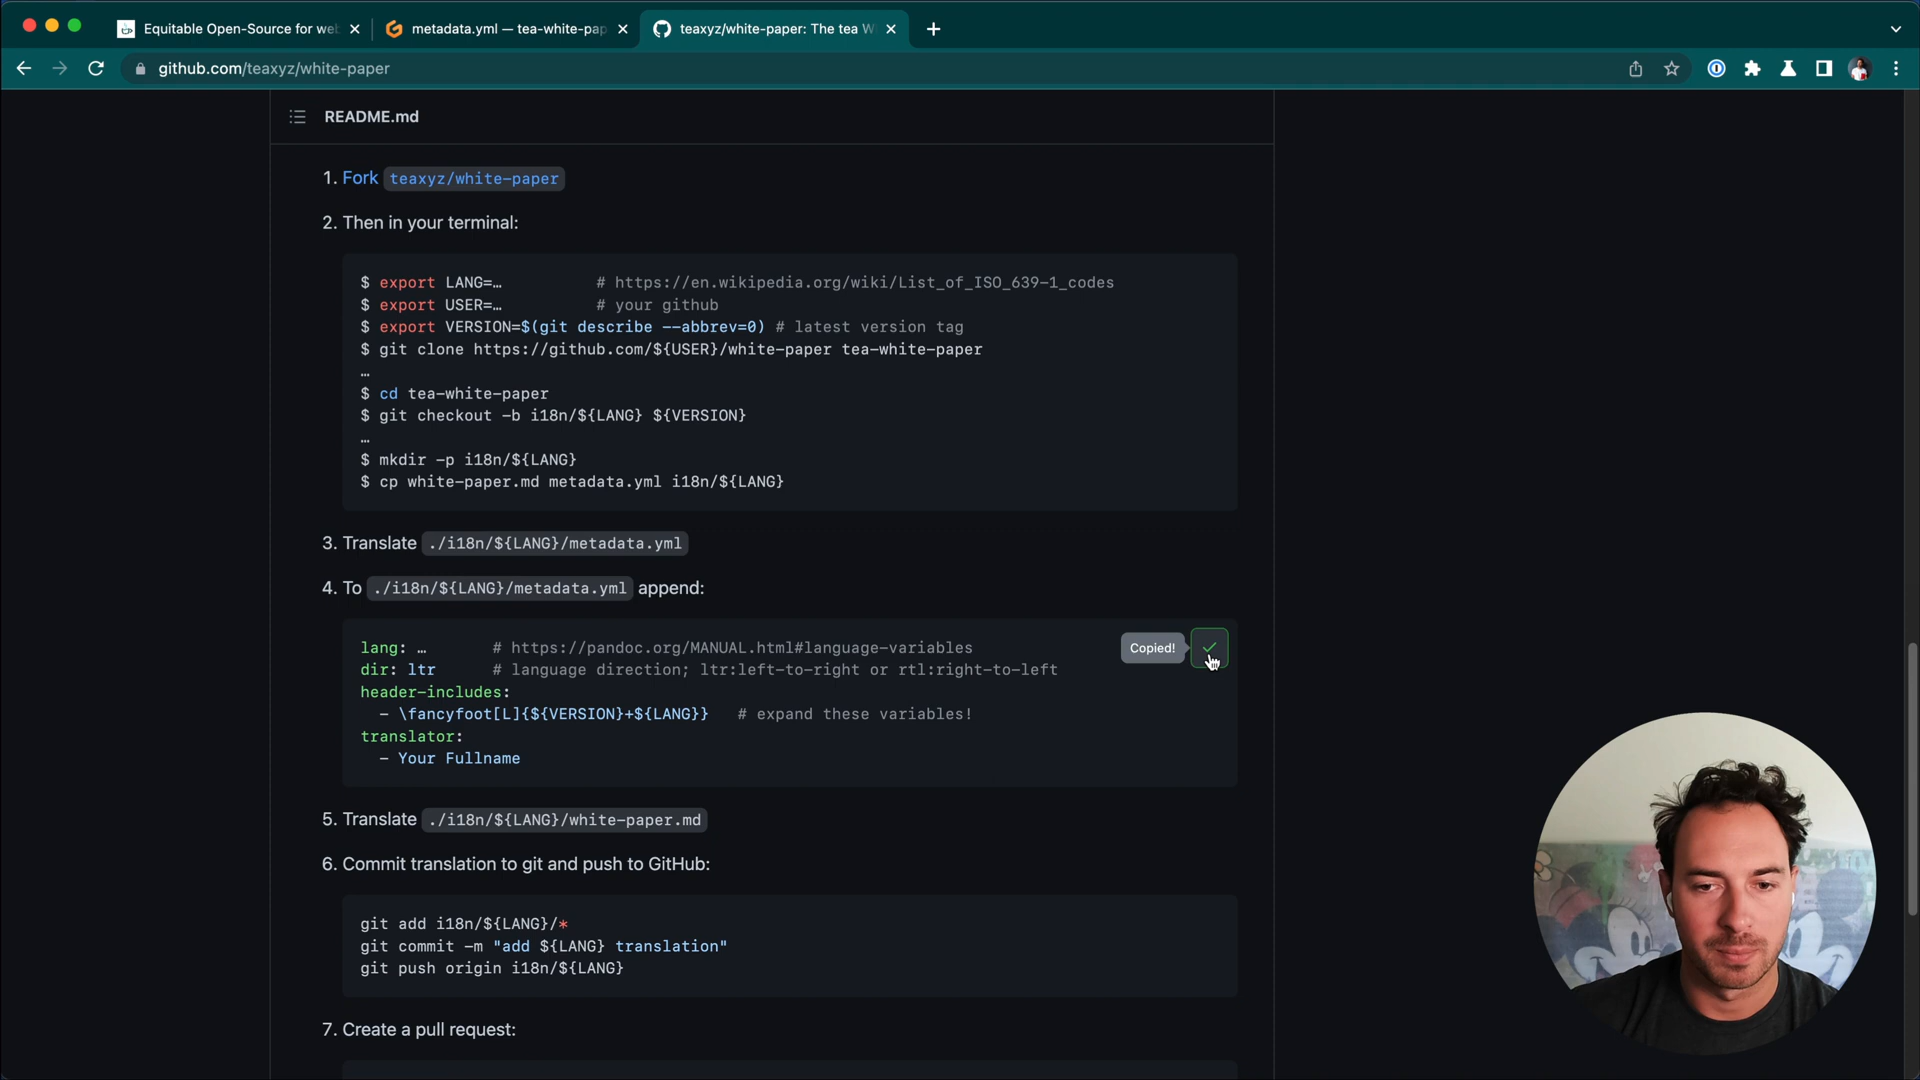 Equitable Open-Source for web
metadata.yml — tea-white-pap
teaxyz/white-paper: The tea W
github.com/teaxyz/white-paper
README.md
1. Fork teaxyz/white-paper
2. Then in your terminal:
$ export LANG=… # https://en.wikipedia.org/wiki/List_of_ISO_639-1_codes
$ export USER=… # your github
$ export VERSION=$(git describe --abbrev=0) # latest version tag
$ git clone https://github.com/${USER}/white-paper tea-white-paper
…
$ cd tea-white-paper
$ git checkout -b i18n/${LANG} ${VERSION}
…
$ mkdir -p i18n/${LANG}
$ cp white-paper.md metadata.yml i18n/${LANG}
3. Translate ./i18n/${LANG}/metadata.yml
4. To ./i18n/${LANG}/metadata.yml append:
lang: … # https://pandoc.org/MANUAL.html#language-variables
Copied!
dir: ltr # language direction; ltr:left-to-right or rtl:right-to-left
header-includes:
- \fancyfoot[L]{${VERSION}+${LANG}} # expand these variables!
translator:
- Your Fullname
5. Translate ./i18n/${LANG}/white-paper.md
6. Commit translation to git and push to GitHub:
git add i18n/${LANG}/*
git commit -m "add ${LANG} translation"
git push origin i18n/${LANG}
7. Create a pull request: